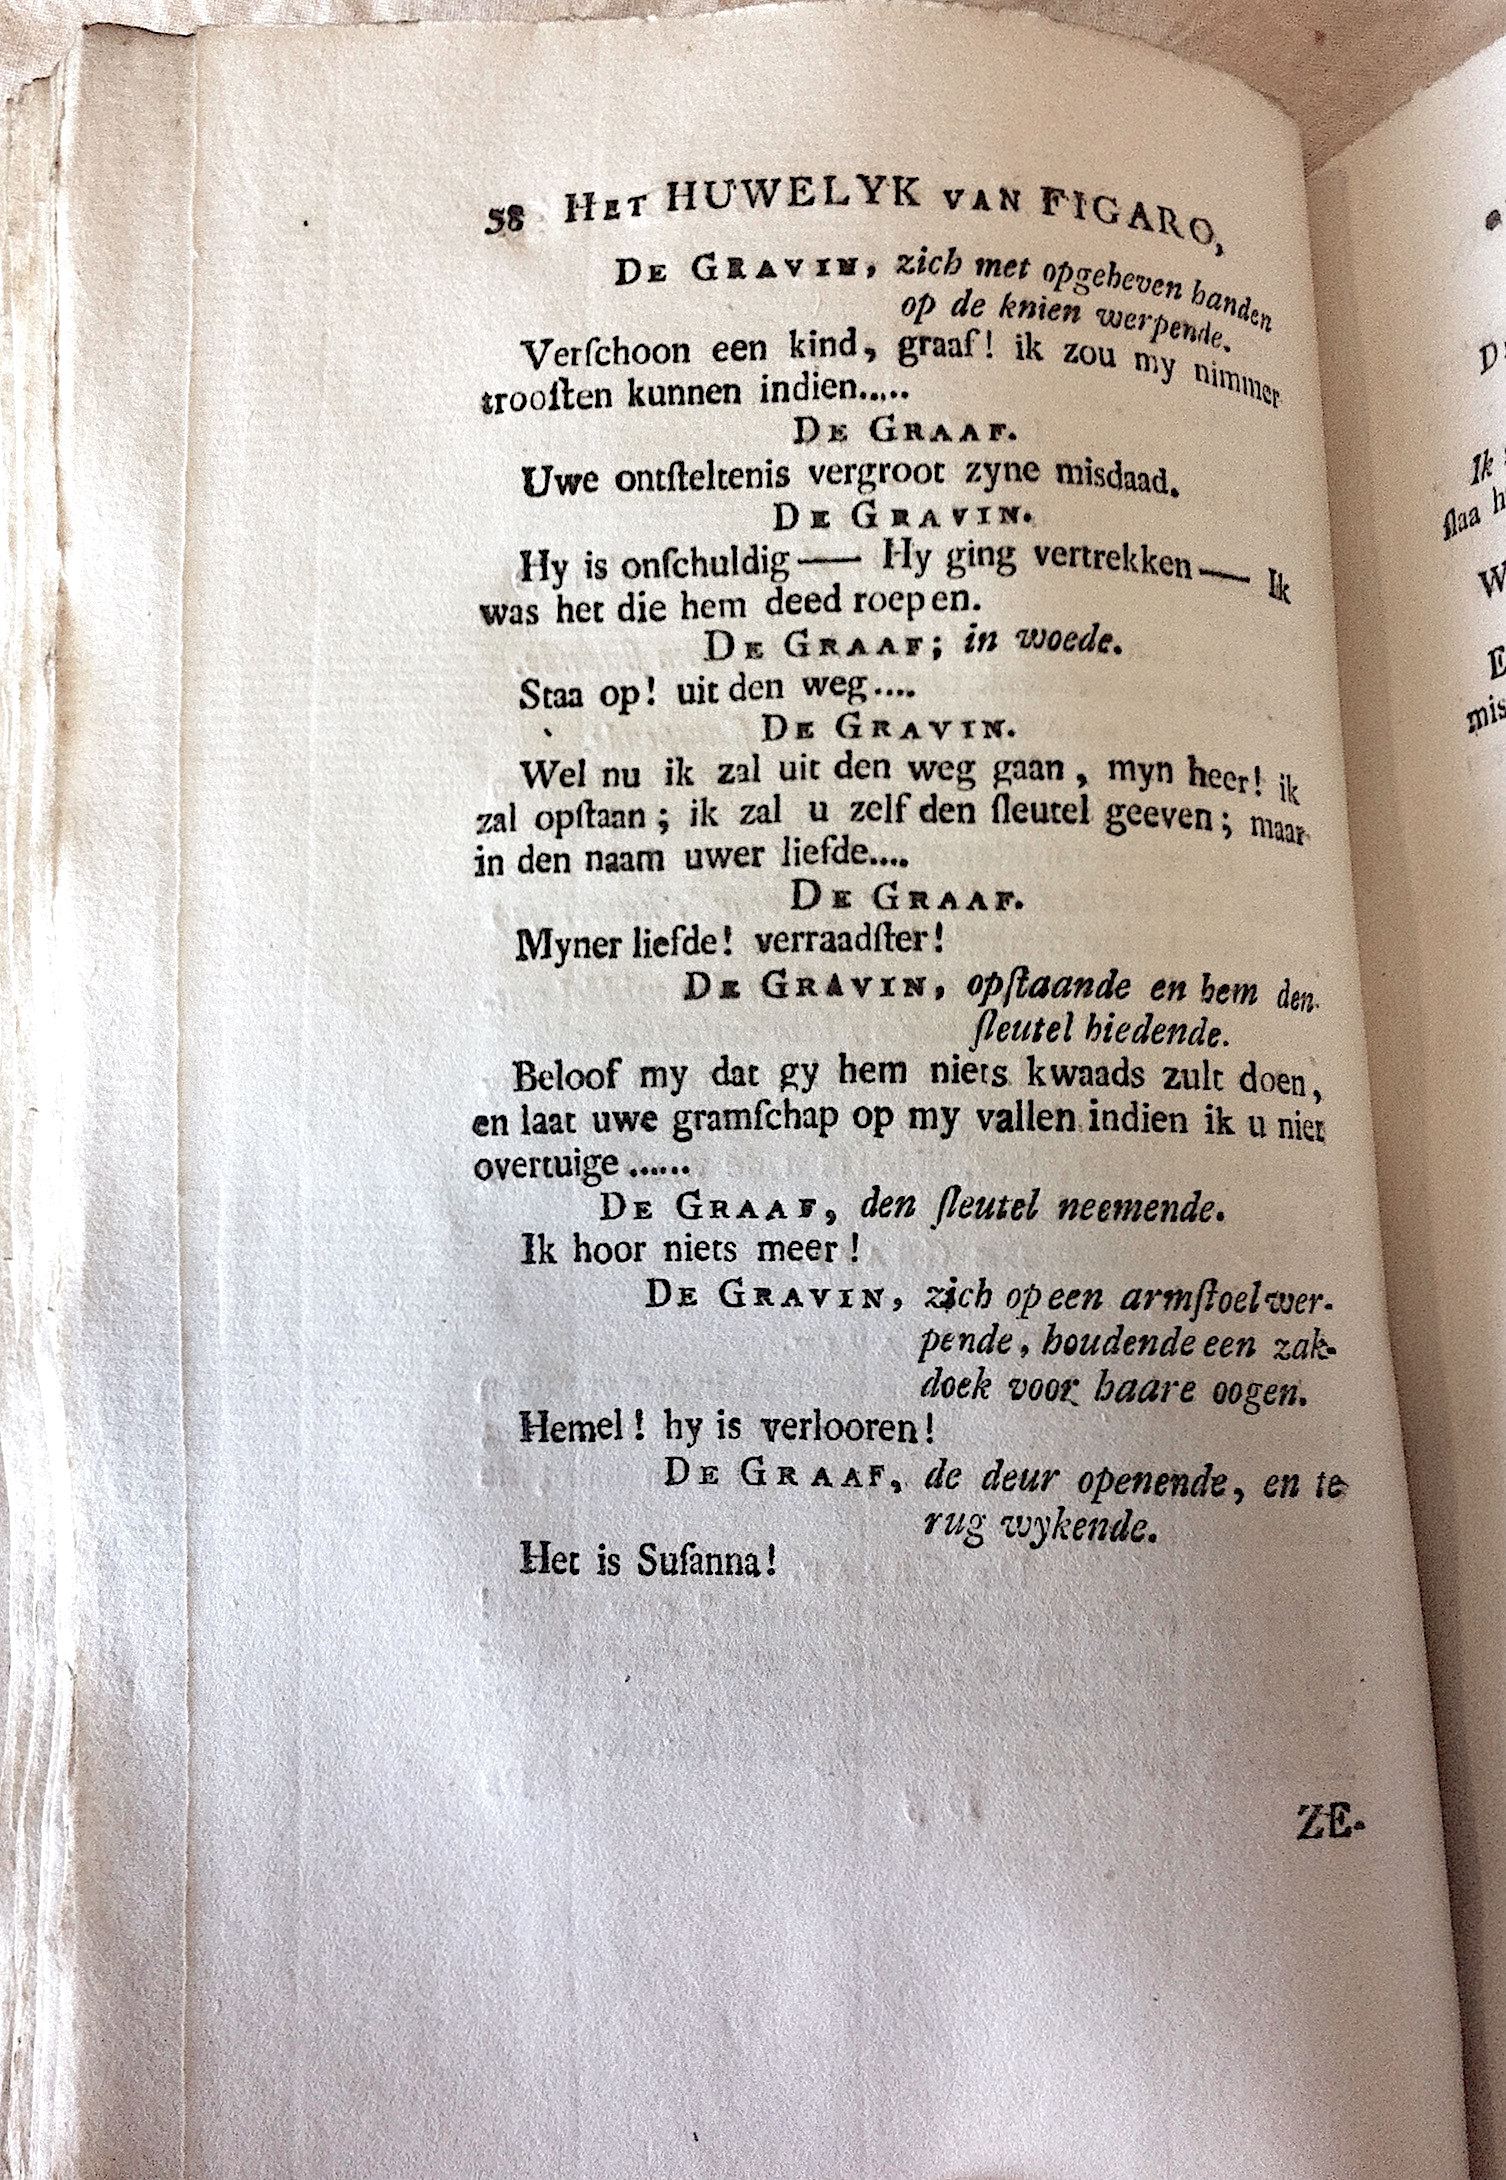 58 HET HUWELYK VAN FIGARO,
DE GRAVIN, zich met opgeheven handen
op de knien werpende.
Verſchoon een kind, graaf! ik zou my nimmer
trooſten kunnen indien.....
DE GRAAF.
Uwe ontſteltenis vergroot zyne misdaad.
DE GRAVIN.
Hy is onſchuldig — Hy ging vertrekken — Ik
was het die hem deed roepen.
DE GRAAF; in woede.
Staa op! uit den weg....
DE GRAVIN.
Wel nu ik zal uit den weg gaan, myn heer! ik
zal opſtaan; ik zal u zelf den ſleutel geeven; maar
in den naam uwer liefde....
DE GRAAF.
Myner liefde! verraadſter!
DE GRAVIN, opſtaande en hem den
ſleutel biedende.
Beloof my dat gy hem niets kwaads zult doen,
en laat uwe gramſchap op my vallen indien ik u niet
overtuige ......
DE GRAAF, den ſleutel neemende.
Ik hoor niets meer!
DE GRAVIN, zich op een armſtoel wer-
pende, houdende een zak-
doek voor haare oogen.
Hemel! hy is verlooren!
DE GRAAF, de deur openende, en te
rug wykende.
Het is Suſanna!
ZE-
D
Ik
ſlaa h
W
E
mis